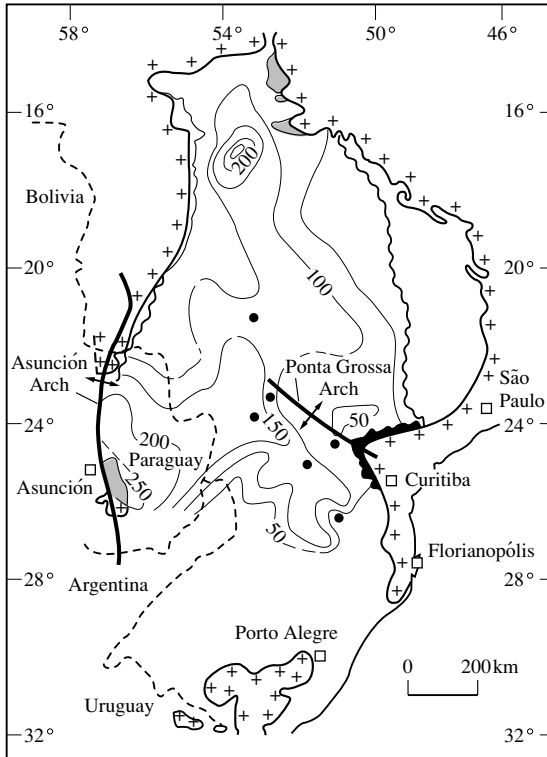 58° 54° 50° 46°
16° 16°
200
Bolivia
20° 20°
100
Asunción
Arch
Ponta Grossa
Arch
São
Paulo
50
150
24° 24°
200
Paraguay
250
Asunción
Curitiba
50
Florianopólis
Argentina
28° 28°
Porto Alegre
0 200 km
Uruguay
32° 32°